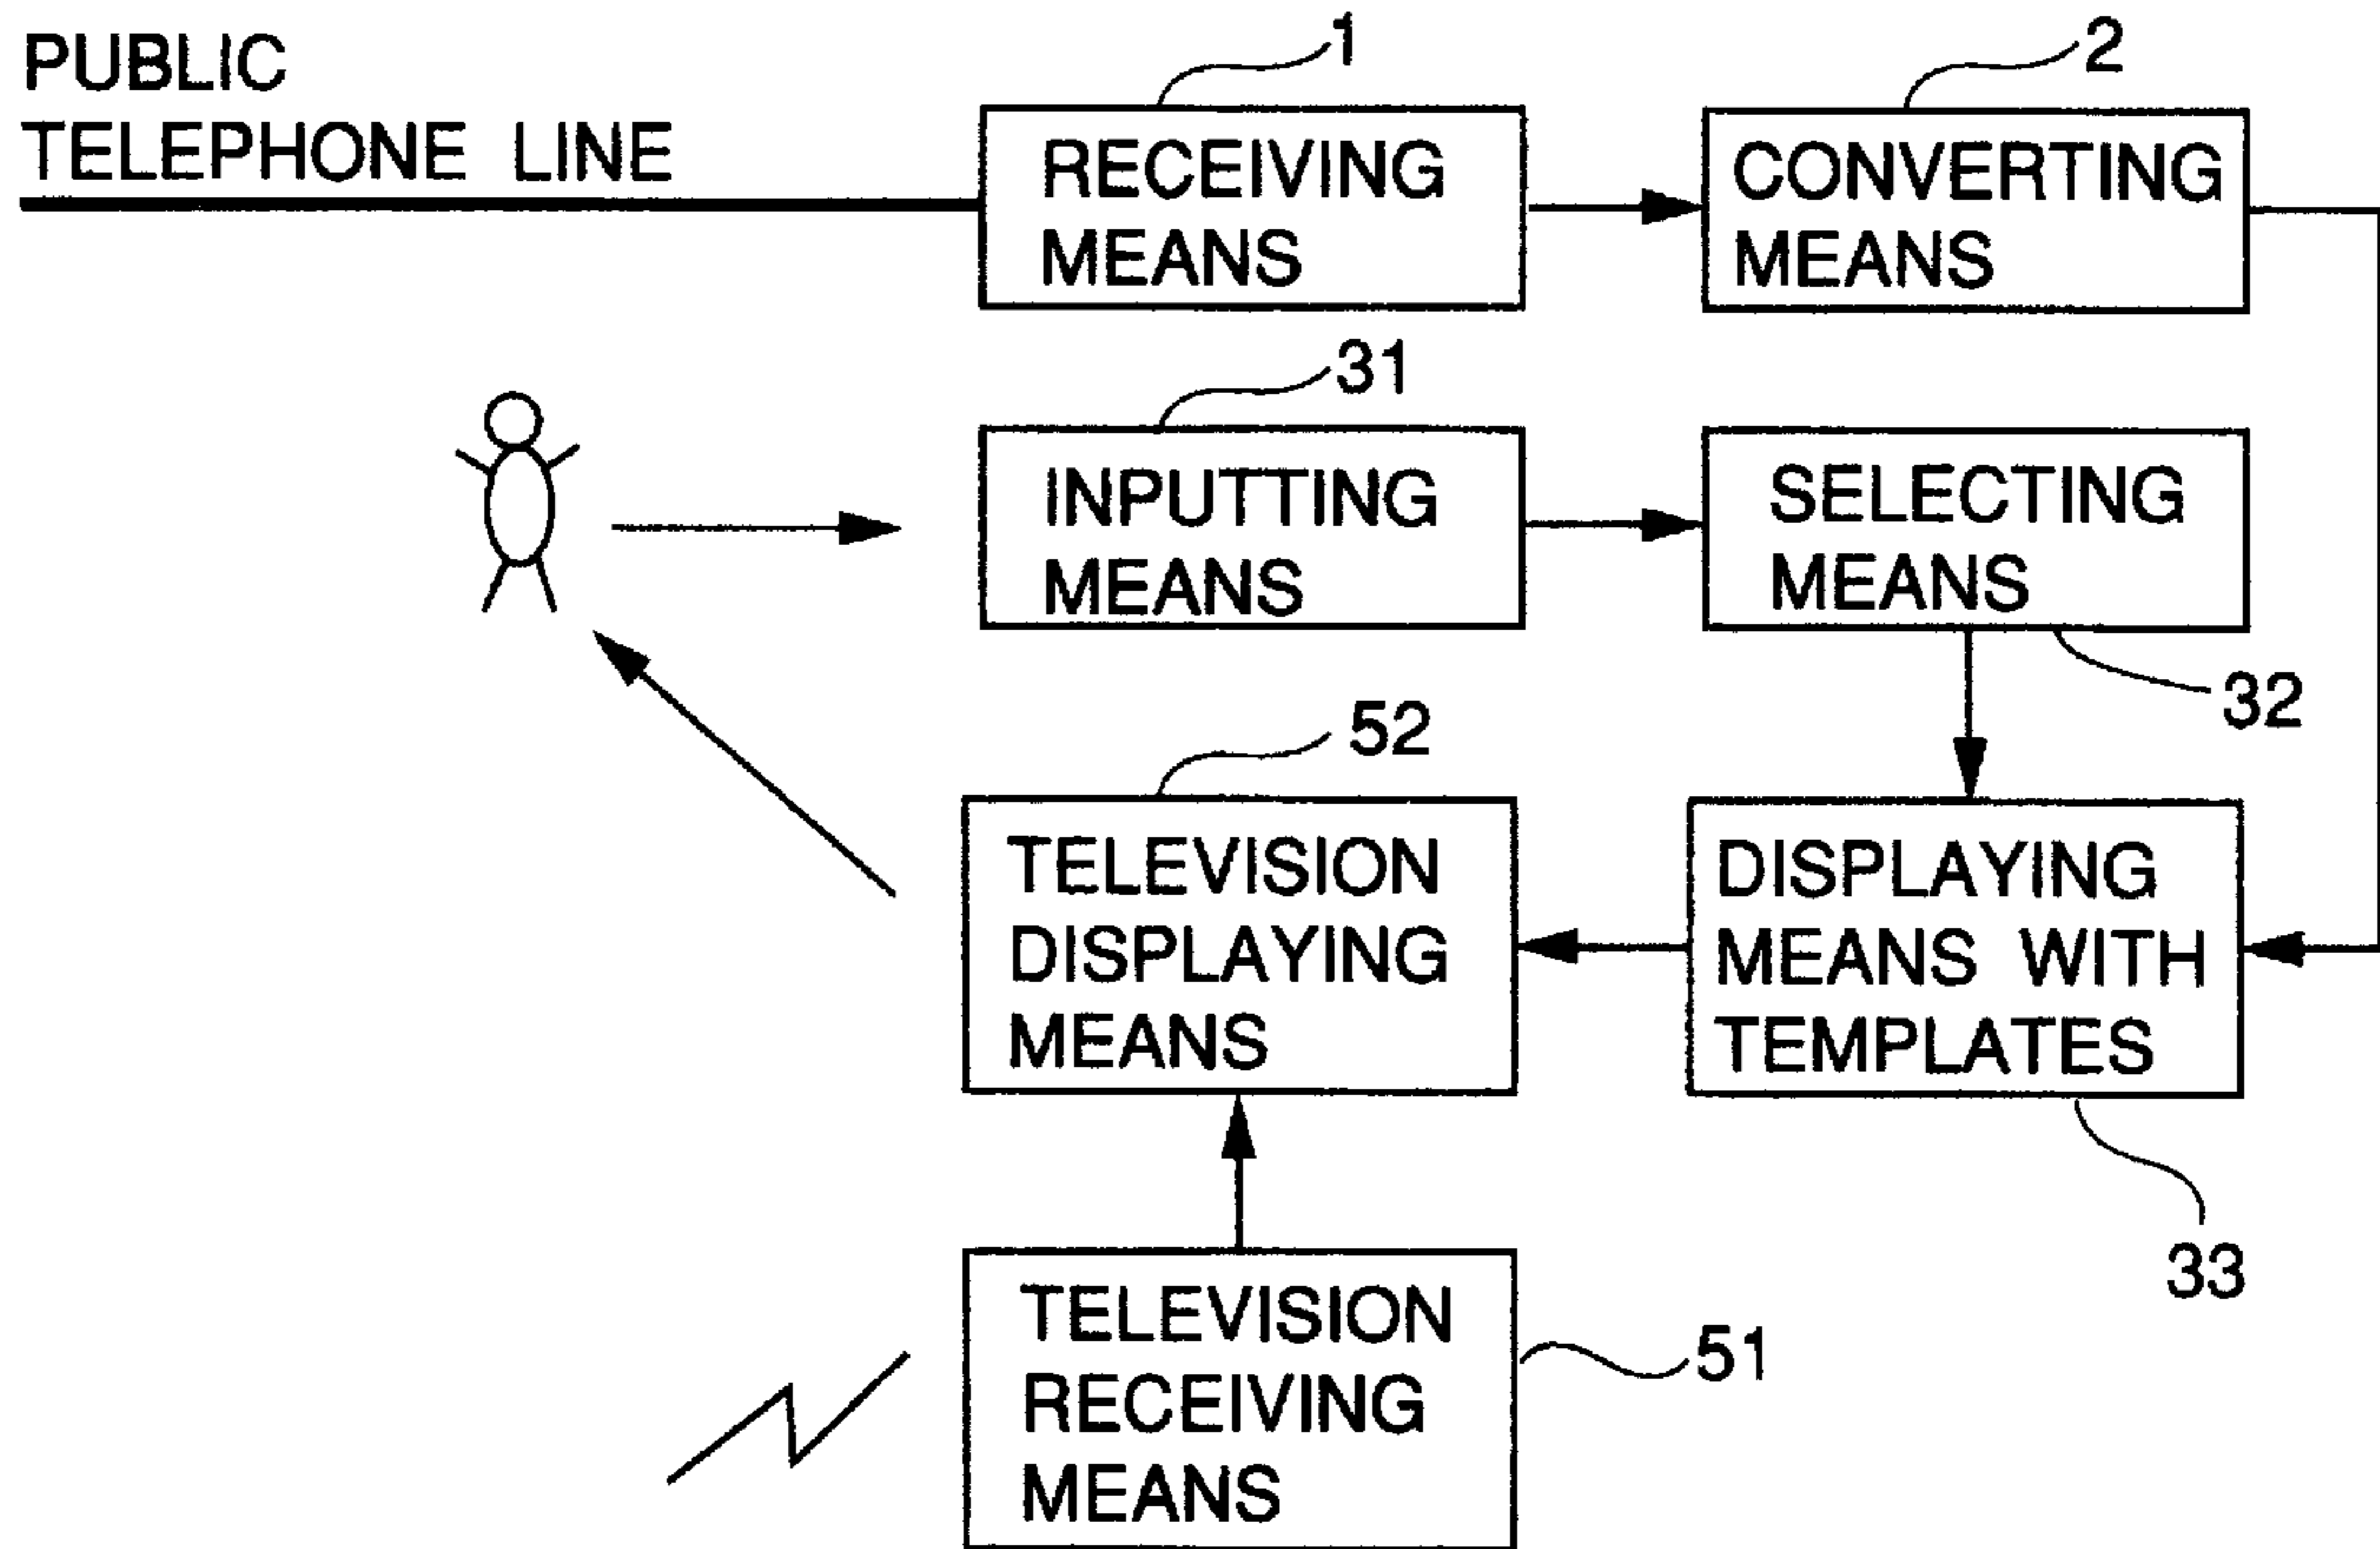 PUBLIC
TELEPHONE LINE
1
RECEIVING
MEANS
2
CONVERTING
MEANS
31
INPUTTING
MEANS
SELECTING
MEANS
32
52
TELEVISION
DISPLAYING
MEANS
DISPLAYING
MEANS WITH
TEMPLATES
33
TELEVISION
RECEIVING
MEANS
51